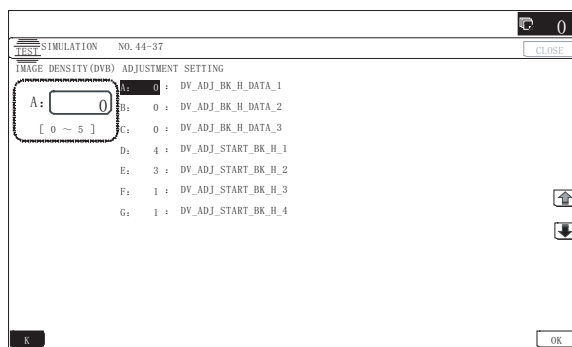 0
TEST SIMULATION NO.44-37
CLOSE
IMAGE DENSITY(DVB) ADJUSTMENT SETTING
A: 0
[ 0 ~ 5 ]
A: 0 : DV_ADJ_BK_H_DATA_1
B: 0 : DV_ADJ_BK_H_DATA_2
C: 0 : DV_ADJ_BK_H_DATA_3
D: 4 : DV_ADJ_START_BK_H_1
E: 3 : DV_ADJ_START_BK_H_2
F: 1 : DV_ADJ_START_BK_H_3
G: 1 : DV_ADJ_START_BK_H_4
K
OK